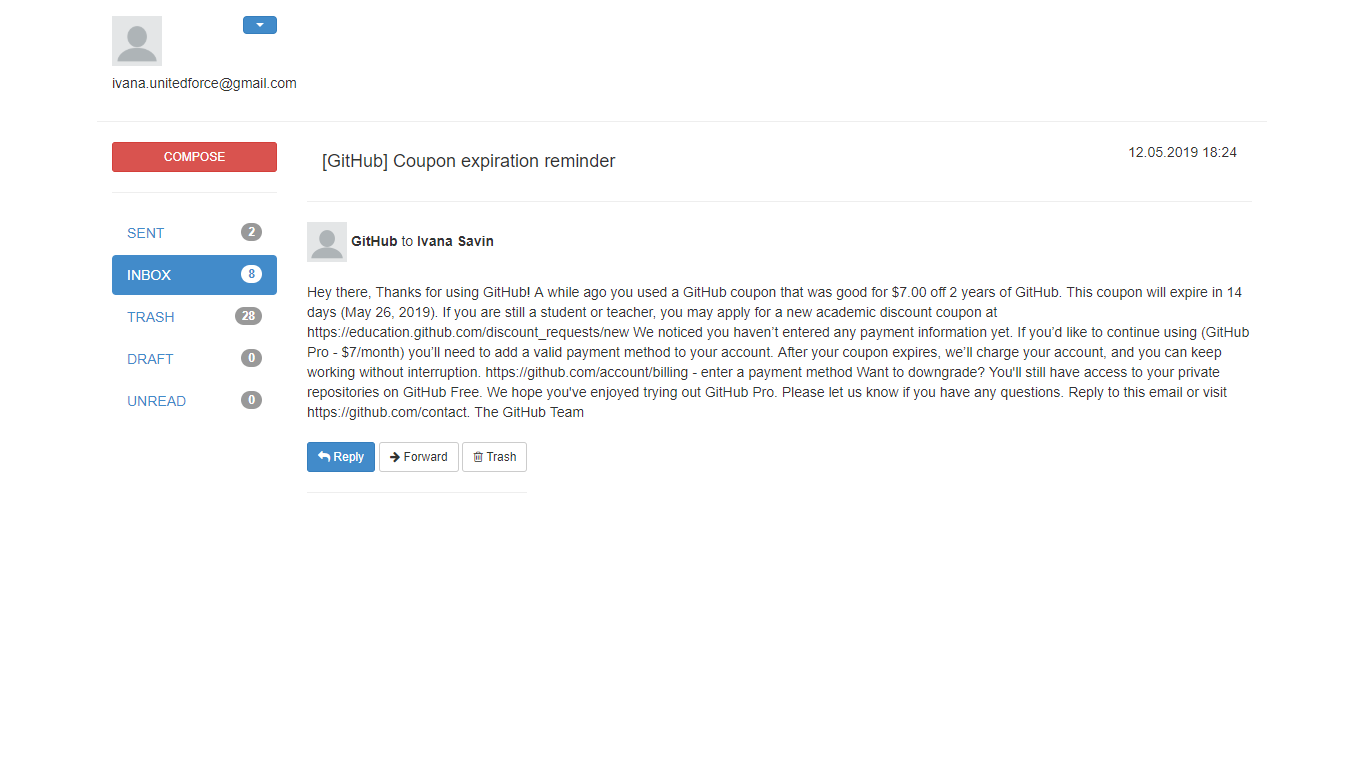 ivana.unitedforce@gmail.com
COMPOSE
[GitHub] Coupon expiration reminder
12.05.2019 18:24
SENT 2
INBOX 8
TRASH 28
DRAFT 0
UNREAD 0
GitHub to Ivana Savin
Hey there, Thanks for using GitHub! A while ago you used a GitHub coupon that was good for $7.00 off 2 years of GitHub. This coupon will expire in 14
days (May 26, 2019). If you are still a student or teacher, you may apply for a new academic discount coupon at
https://education.github.com/discount_requests/new We noticed you haven’t entered any payment information yet. If you’d like to continue using (GitHub
Pro - $7/month) you’ll need to add a valid payment method to your account. After your coupon expires, we’ll charge your account, and you can keep
working without interruption. https://github.com/account/billing - enter a payment method Want to downgrade? You'll still have access to your private
repositories on GitHub Free. We hope you've enjoyed trying out GitHub Pro. Please let us know if you have any questions. Reply to this email or visit
https://github.com/contact. The GitHub Team
Reply Forward Trash